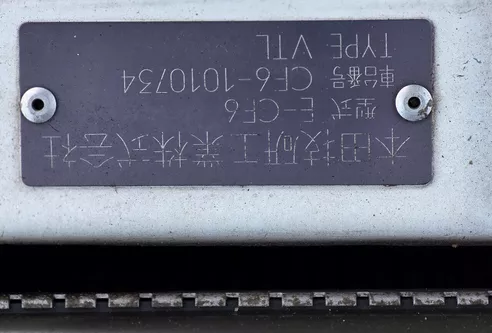 本田技研工業株式会社
型式 E-CF6
車台番号 CF6-1010734
TYPE VTL